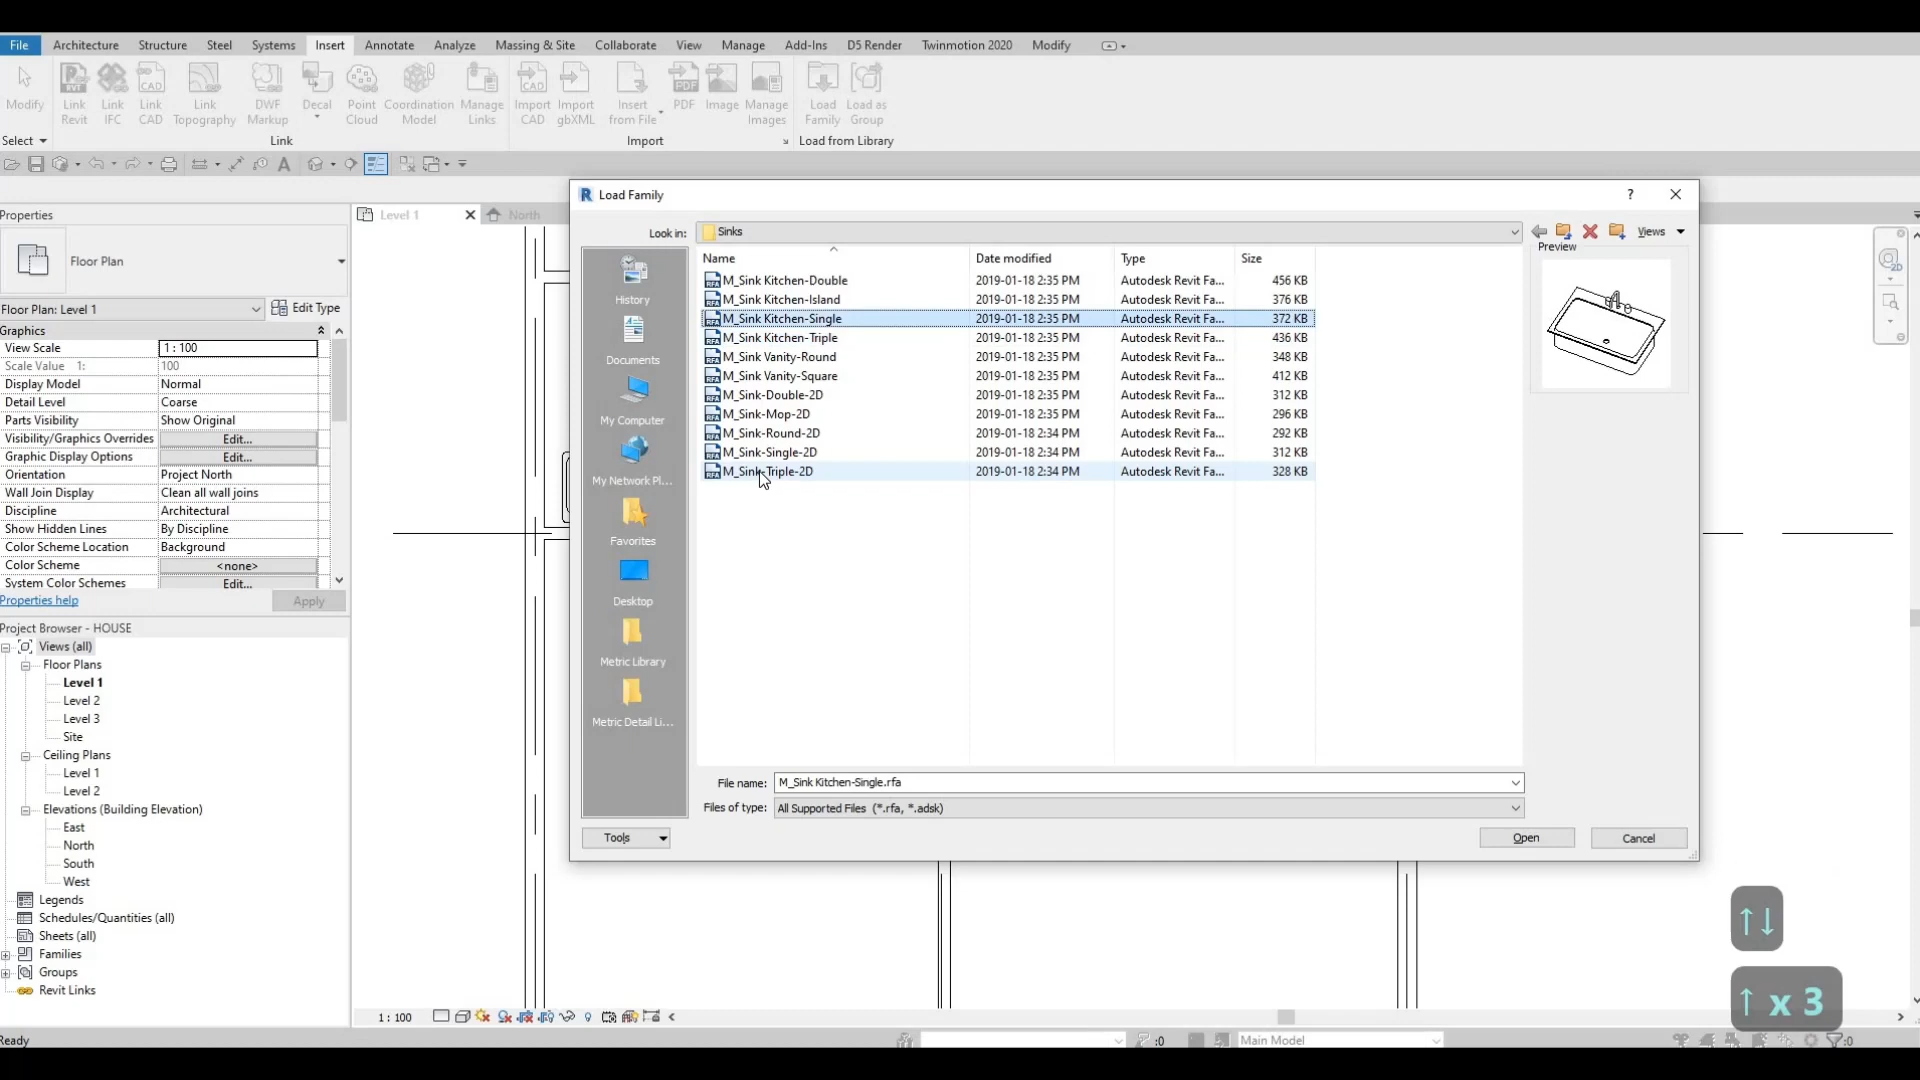 File Architecture Structure Steel Systems Insert Annotate Analyze Massing & Site Collaborate View Manage Add-Ins D5 Render Twinmotion 2020 Modify
Modify Link Revit Link IFC Link CAD Link Topography DWF Markup Decal Point Cloud Coordination Model Manage Links Import CAD Import gbXML Insert from File PDF Image Manage Images Load Family Load as Group
Select Link Import Load from Library
Properties
Level 1 North
Floor Plan
Floor Plan: Level 1 Edit Type
Graphics
View Scale 1 : 100
Scale Value 1: 100
Display Model Normal
Detail Level Coarse
Parts Visibility Show Original
Visibility/Graphics Overrides Edit...
Graphic Display Options Edit...
Orientation Project North
Wall Join Display Clean all wall joins
Discipline Architectural
Show Hidden Lines By Discipline
Color Scheme Location Background
Color Scheme <none>
System Color Schemes Edit...
Properties help Apply
Project Browser - HOUSE
Views (all)
Floor Plans
Level 1
Level 2
Level 3
Site
Ceiling Plans
Level 1
Level 2
Elevations (Building Elevation)
East
North
South
West
Legends
Schedules/Quantities (all)
Sheets (all)
Families
Groups
Revit Links
R Load Family ?
Look in: Sinks Views
Preview
History
Documents
My Computer
My Network Pl...
Favorites
Desktop
Metric Library
Metric Detail Li...
Name Date modified Type Size
M_Sink Kitchen-Double 2019-01-18 2:35 PM Autodesk Revit Fa... 456 KB
M_Sink Kitchen-Island 2019-01-18 2:35 PM Autodesk Revit Fa... 376 KB
M_Sink Kitchen-Single 2019-01-18 2:35 PM Autodesk Revit Fa... 372 KB
M_Sink Kitchen-Triple 2019-01-18 2:35 PM Autodesk Revit Fa... 436 KB
M_Sink Vanity-Round 2019-01-18 2:35 PM Autodesk Revit Fa... 348 KB
M_Sink Vanity-Square 2019-01-18 2:35 PM Autodesk Revit Fa... 412 KB
M_Sink-Double-2D 2019-01-18 2:35 PM Autodesk Revit Fa... 312 KB
M_Sink-Mop-2D 2019-01-18 2:35 PM Autodesk Revit Fa... 296 KB
M_Sink-Round-2D 2019-01-18 2:34 PM Autodesk Revit Fa... 292 KB
M_Sink-Single-2D 2019-01-18 2:34 PM Autodesk Revit Fa... 312 KB
M_Sink-Triple-2D 2019-01-18 2:34 PM Autodesk Revit Fa... 328 KB
File name: M_Sink Kitchen-Single.rfa
Files of type: All Supported Files (*.rfa, *.adsk)
Tools Open Cancel
↑↓
↑ x 3
1 : 100
Ready :0 Main Model :0